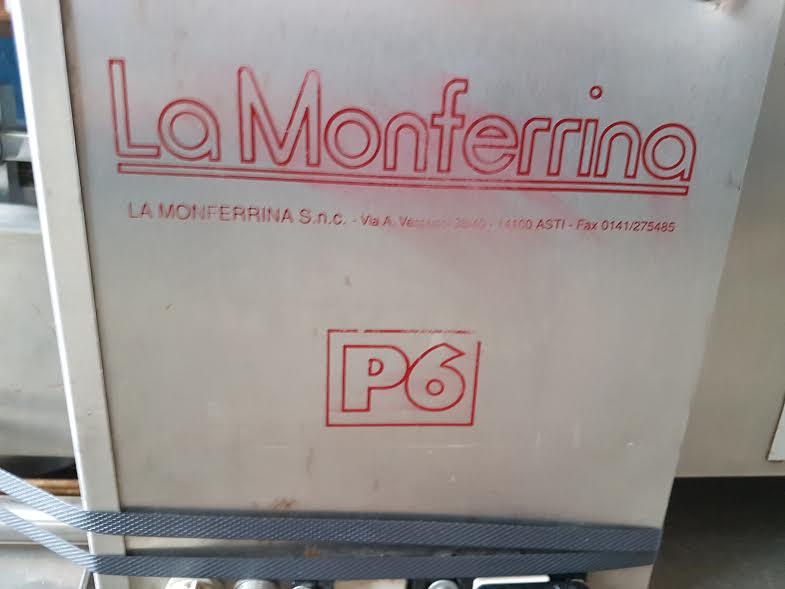 La Monferrina
LA MONFERRINA S.n.c. - Via A. 14100 ASTI - Fax 0141/275485
P6